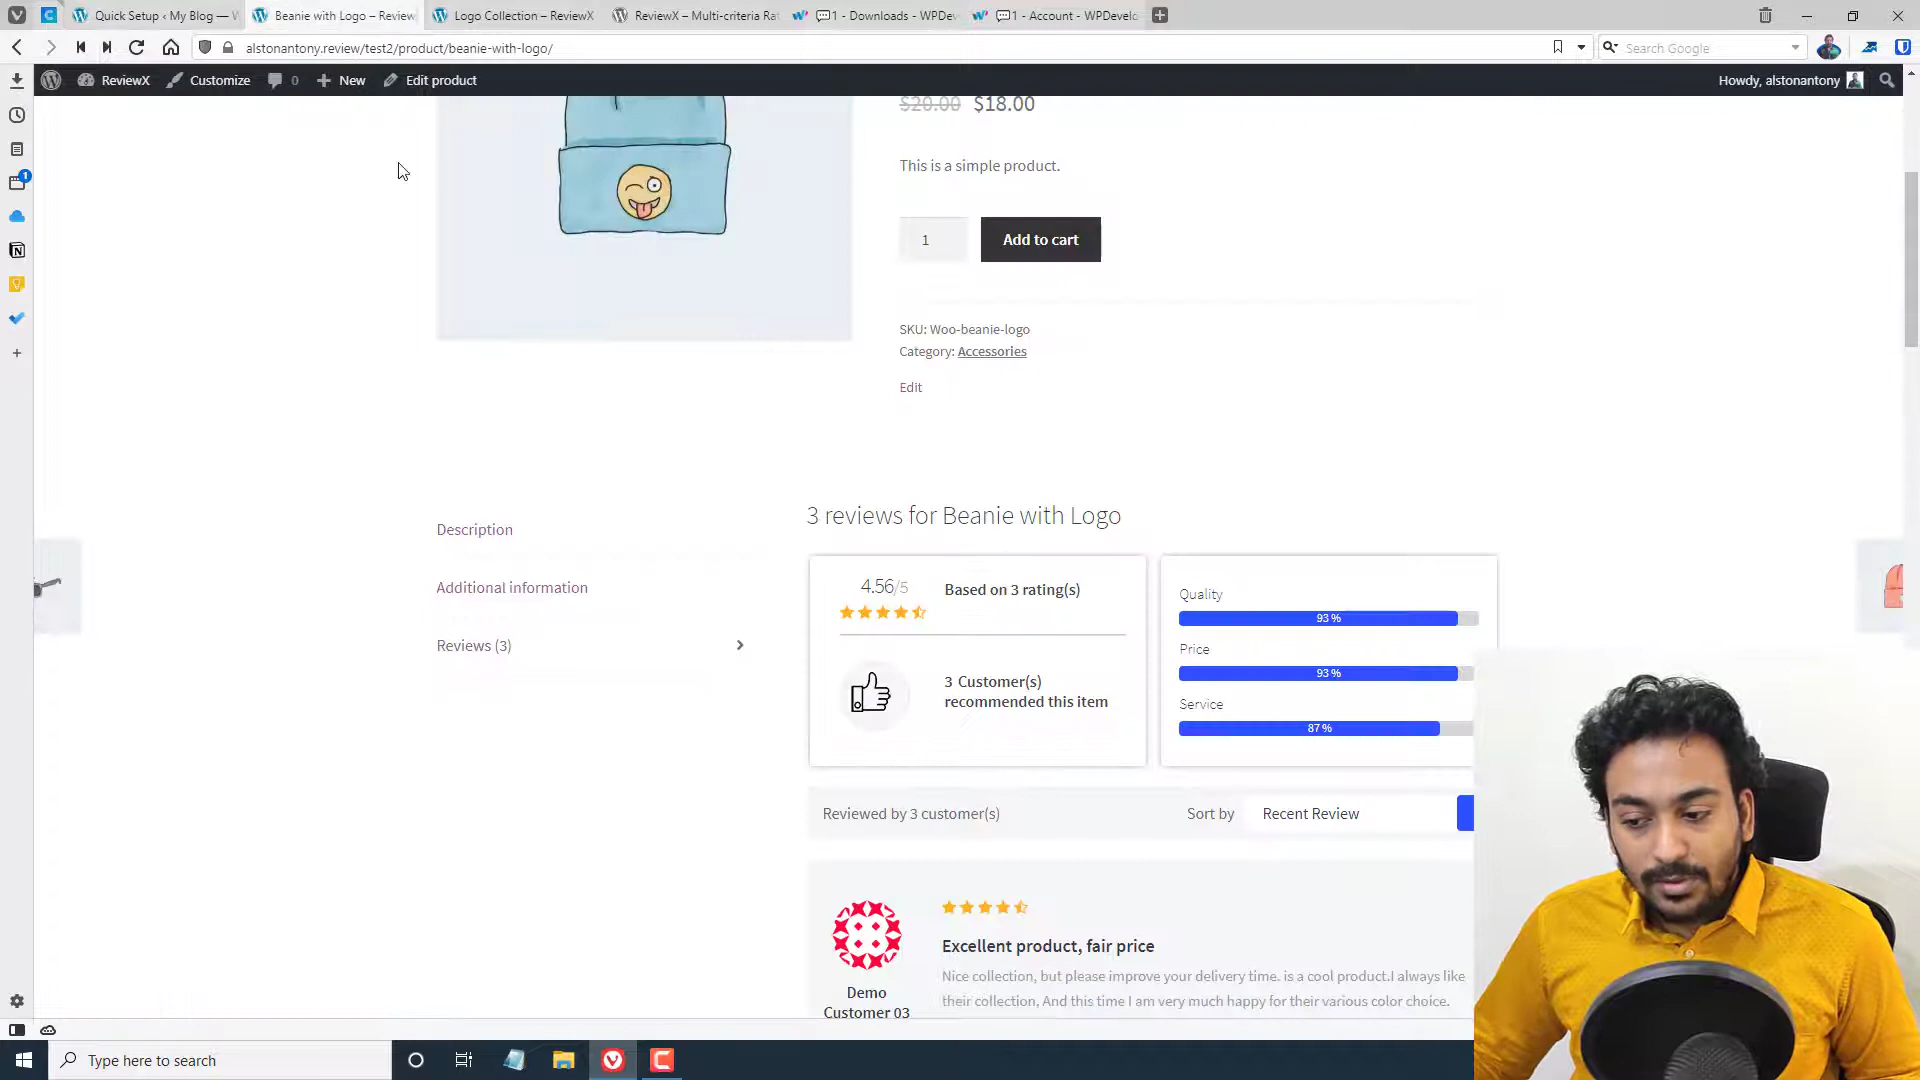 Quick Setup ‹ My Blog —
Beanie with Logo – Review
Logo Collection – ReviewX
ReviewX – Multi-criteria Rat
1 - Downloads - WPDev
1 - Account - WPDevelo
alstonantony.review/test2/product/beanie-with-logo/
Search Google
ReviewX
Customize
0
New
Edit product
Howdy, alstonantony
1
$20.00 $18.00
This is a simple product.
1
Add to cart
SKU: Woo-beanie-logo
Category: Accessories
Edit
3 reviews for Beanie with Logo
Description
Additional information
Reviews (3)
4.56/5
Based on 3 rating(s)
3 Customer(s)
recommended this item
Quality
93 %
Price
93 %
Service
87 %
Reviewed by 3 customer(s)
Sort by
Recent Review
Excellent product, fair price
Nice collection, but please improve your delivery time. is a cool product.I always like
their collection, And this time I am very much happy for their various color choice.
Demo
Customer 03
Type here to search